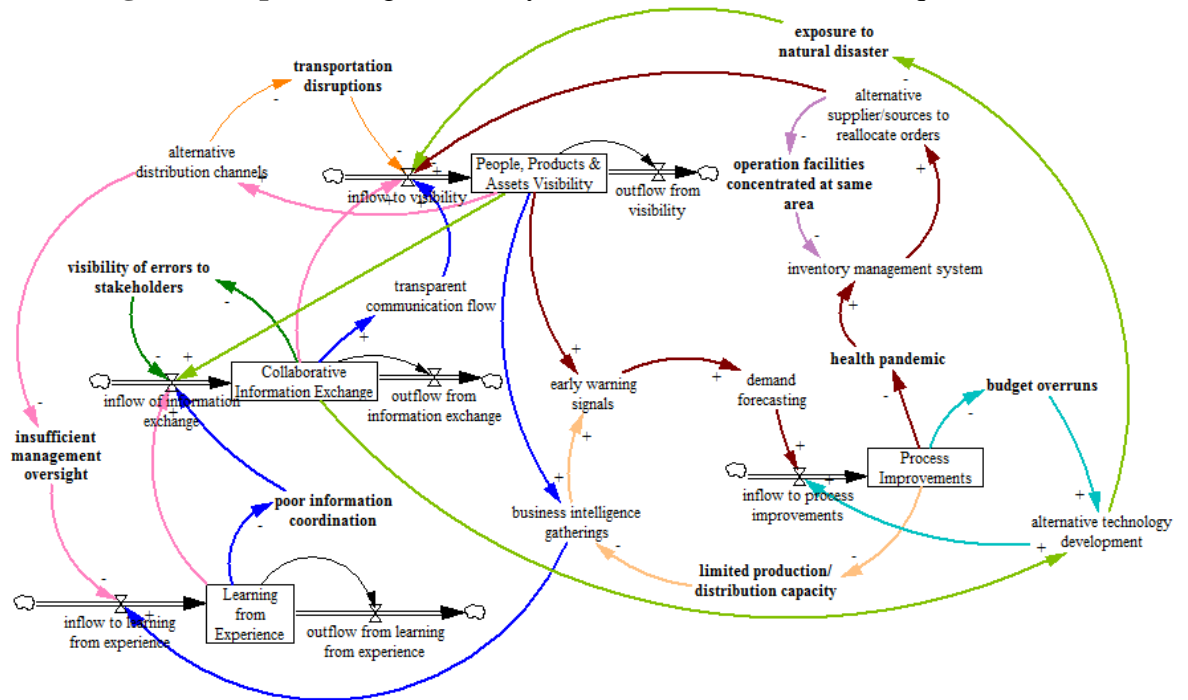 exposure to
natural disaster
transportation
disruptions
alternative
supplier/sources to
reallocate orders
alternative
distribution channels
People, Products &
Assets Visibility
operation facilities
concentrated at same
area
inflow to visibility
outflow from
visibility
visibility of errors to
stakeholders
transparent
communication flow
inventory management system
Collaborative
Information Exchange
early warning
signals
health pandemic
demand
forecasting
budget overruns
inflow of information
exchange
outflow from
information exchange
insufficient
management
oversight
Process
Improvements
inflow to process
improvements
poor information
coordination
business intelligence
gatherings
alternative technology
development
limited production/
distribution capacity
Learning
from
Experience
inflow to learning
from experience
outflow from learning
from experience